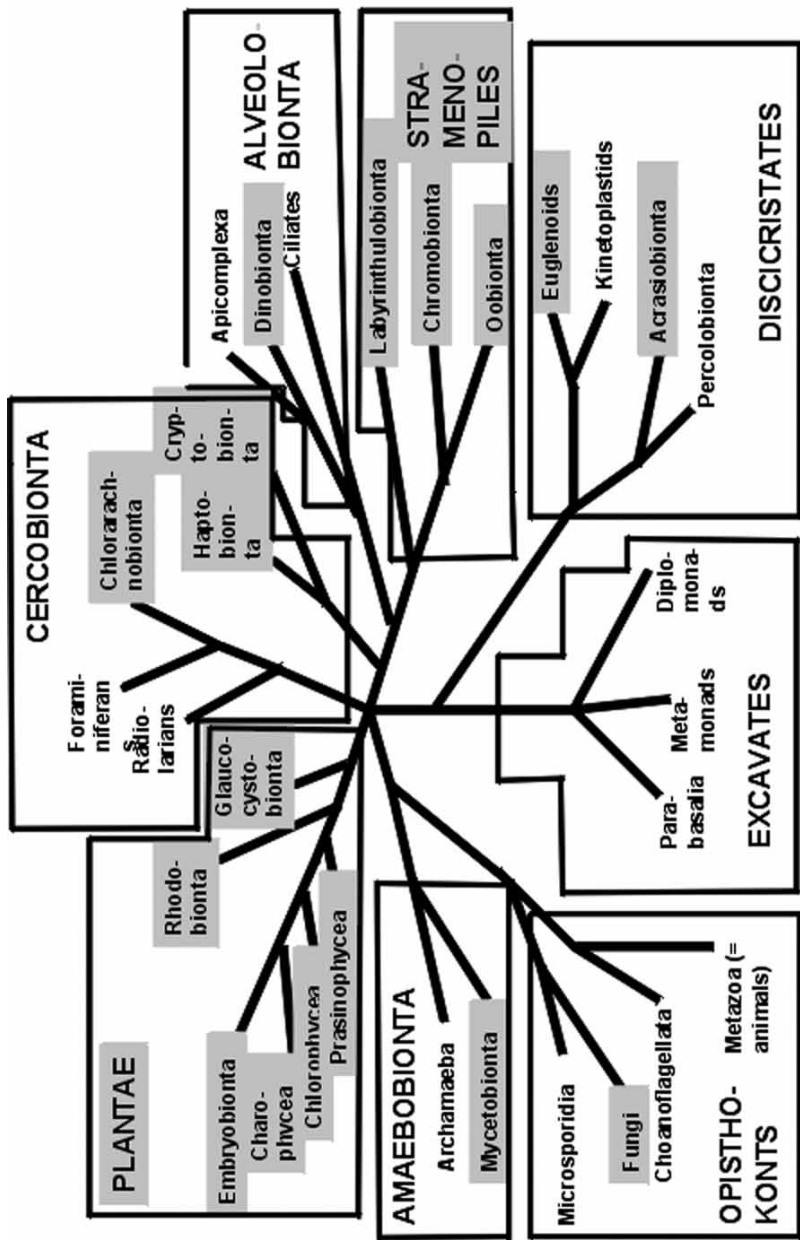 PLANTAE
Embryobionta
Charo-
phycea
Chlorophycea
Prasinophycea
Rhodo-
bionta
Glauco-
cysto-
bionta
CERCOBIONTA
Forami-
niferan
s
Radio-
larians
Chlorarach-
nobionta
Hapto-
bion-
ta
Cryp-
to-
bion-
ta
ALVEOLO-
BIONTA
Apicomplexa
Dinobionta
Ciliates
STRA-
MENO-
PILES
Labyrinthulobionta
Chromobionta
Oobionta
DISCICRISTATES
Euglenoids
Kinetoplastids
Acrasiobionta
Percolobionta
EXCAVATES
Diplo-
mona-
ds
Meta-
monads
Para-
basalia
OPISTHO-
KONTS
Metazoa (=
animals)
Choanoflagellata
Fungi
Microsporidia
AMAEBOBIONTA
Archamaeba
Mycetobionta